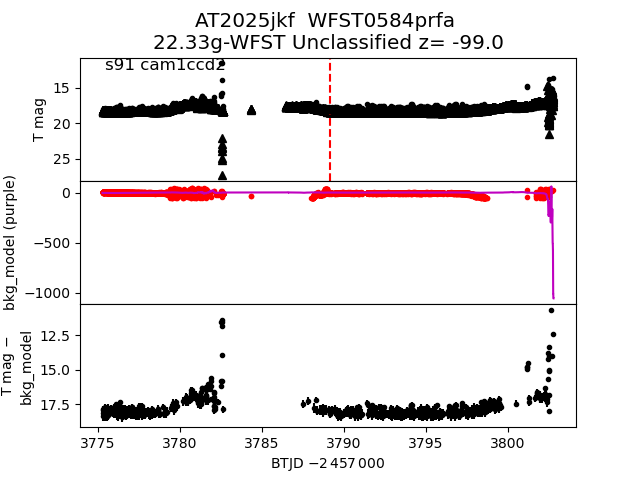 AT2025jkf  WFST0584prfa
22.33g-WFST Unclassified z= -99.0
s91 cam1ccd2
T mag
15
20
25
bkg_model (purple)
0
−500
−1000
T mag −
bkg_model
12.5
15.0
17.5
3775 3780 3785 3790 3795 3800
BTJD −2 457 000